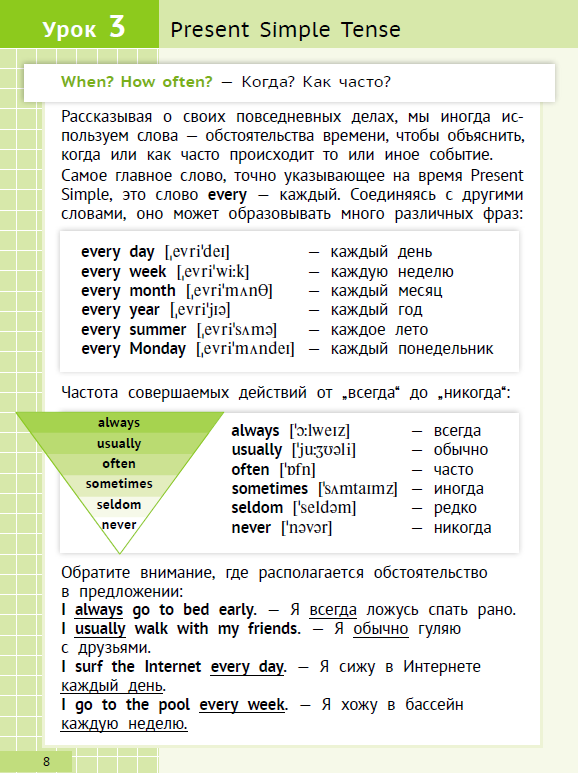 Урок 3 Present Simple Tense
When? How often? — Когда? Как часто?
Рассказывая о своих повседневных делах, мы иногда ис-
пользуем слова — обстоятельства времени, чтобы объяснить,
когда или как часто происходит то или иное событие.
Самое главное слово, точно указывающее на время Present
Simple, это слово every — каждый. Соединяясь с другими
словами, оно может образовывать много различных фраз:
every day [ˌevri'deɪ] — каждый день
every week [ˌevri'wi:k] — каждую неделю
every month [ˌevri'mʌnθ] — каждый месяц
every year [ˌevri'jɪə] — каждый год
every summer [ˌevri'sʌmə] — каждое лето
every Monday [ˌevri'mʌndeɪ] — каждый понедельник
Частота совершаемых действий от „всегда“ до „никогда“:
always
usually
often
sometimes
seldom
never
always ['ɔ:lweɪz] — всегда
usually ['ju:ʒʊəli] — обычно
often ['ɒfn] — часто
sometimes ['sʌmtaɪmz] — иногда
seldom ['seldəm] — редко
never ['nəvər] — никогда
Обратите внимание, где располагается обстоятельство
в предложении:
I always go to bed early. — Я всегда ложусь спать рано.
I usually walk with my friends. — Я обычно гуляю
с друзьями.
I surf the Internet every day. — Я сижу в Интернете
каждый день.
I go to the pool every week. — Я хожу в бассейн
каждую неделю.
8